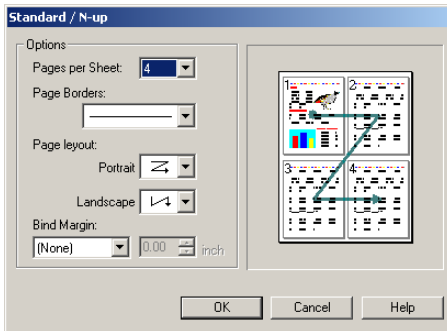 Standard / N-up
Options
Pages per Sheet: 4
Page Borders:
Page leyout:
Portrait
Landscape
Bind Margin:
(None) 0.00 inch
1 2
3 4
OK Cancel Help